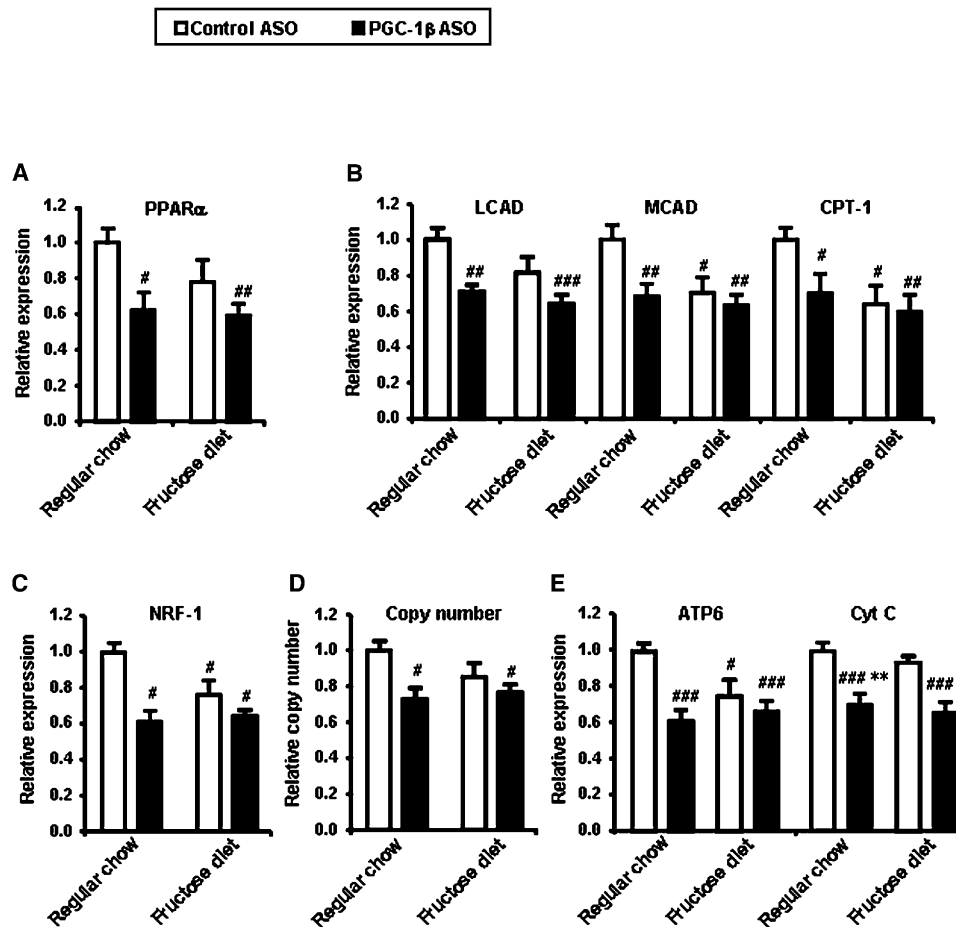 Control ASO PGC-1β ASO
A
PPARα
1.2
1.0
0.8
0.6
0.4
0.2
0.0
Relative expression
# ##
Regular chow Fructose diet
B
LCAD MCAD CPT-1
1.2
1.0
0.8
0.6
0.4
0.2
0.0
Relative expression
## ### ## # ## # # ##
Regular chow Fructose diet Regular chow Fructose diet Regular chow Fructose diet
C
NRF-1
1.2
1.0
0.8
0.6
0.4
0.2
0.0
Relative expression
# # #
Regular chow Fructose diet
D
Copy number
1.2
1.0
0.8
0.6
0.4
0.2
0.0
Relative copy number
# #
Regular chow Fructose diet
E
ATP6 Cyt C
1.2
1.0
0.8
0.6
0.4
0.2
0.0
Relative expression
### # ### ### ** ###
Regular chow Fructose diet Regular chow Fructose diet